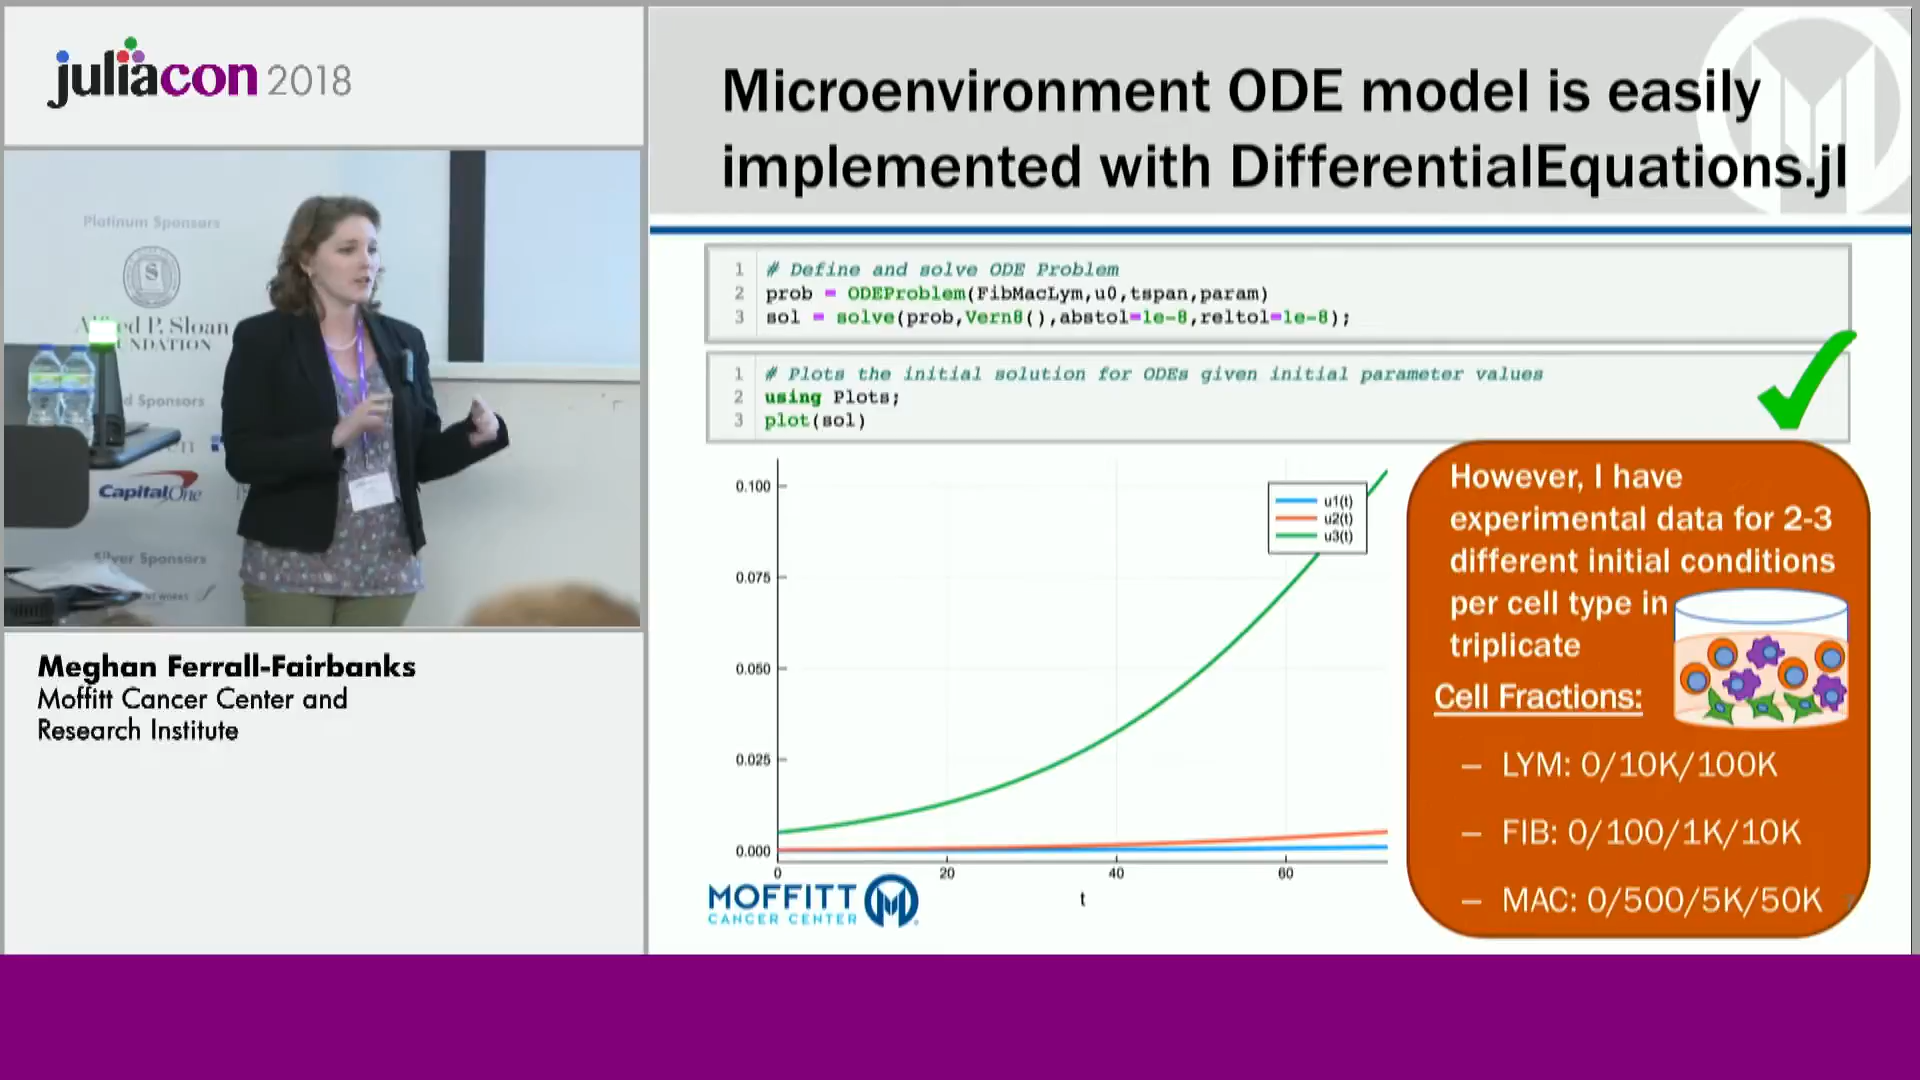 juliacon 2018
Platinum Sponsors
Alfred P. Sloan
FOUNDATION
Sponsors
CapitalOne
Silver Sponsors
Meghan Ferrall-Fairbanks
Moffitt Cancer Center and
Research Institute
Microenvironment ODE model is easily
implemented with DifferentialEquations.jl
1 # Define and solve ODE Problem
2 prob = ODEProblem(FibMacLym,u0,tspan,param)
3 sol = solve(prob,Vern8(),abstol=1e-8,reltol=1e-8);
1 # Plots the initial solution for ODEs given initial parameter values
2 using Plots;
3 plot(sol)
0.100
0.075
0.050
0.025
0.000
0 20 40 60
t
u1(t)
u2(t)
u3(t)
MOFFITT
CANCER CENTER
However, I have
experimental data for 2-3
different initial conditions
per cell type in
triplicate
Cell Fractions:
– LYM: 0/10K/100K
– FIB: 0/100/1K/10K
– MAC: 0/500/5K/50K